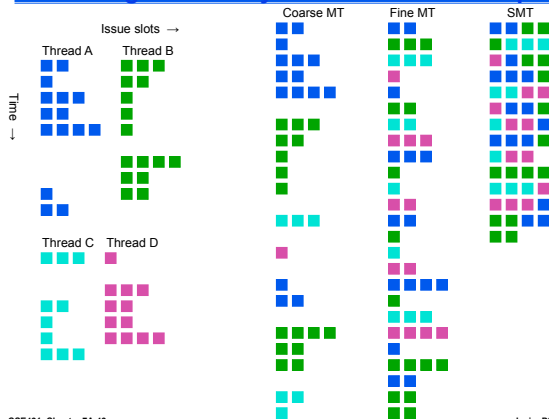 Coarse MT Fine MT SMT
Issue slots →
Thread A Thread B
Time →
Thread C Thread D